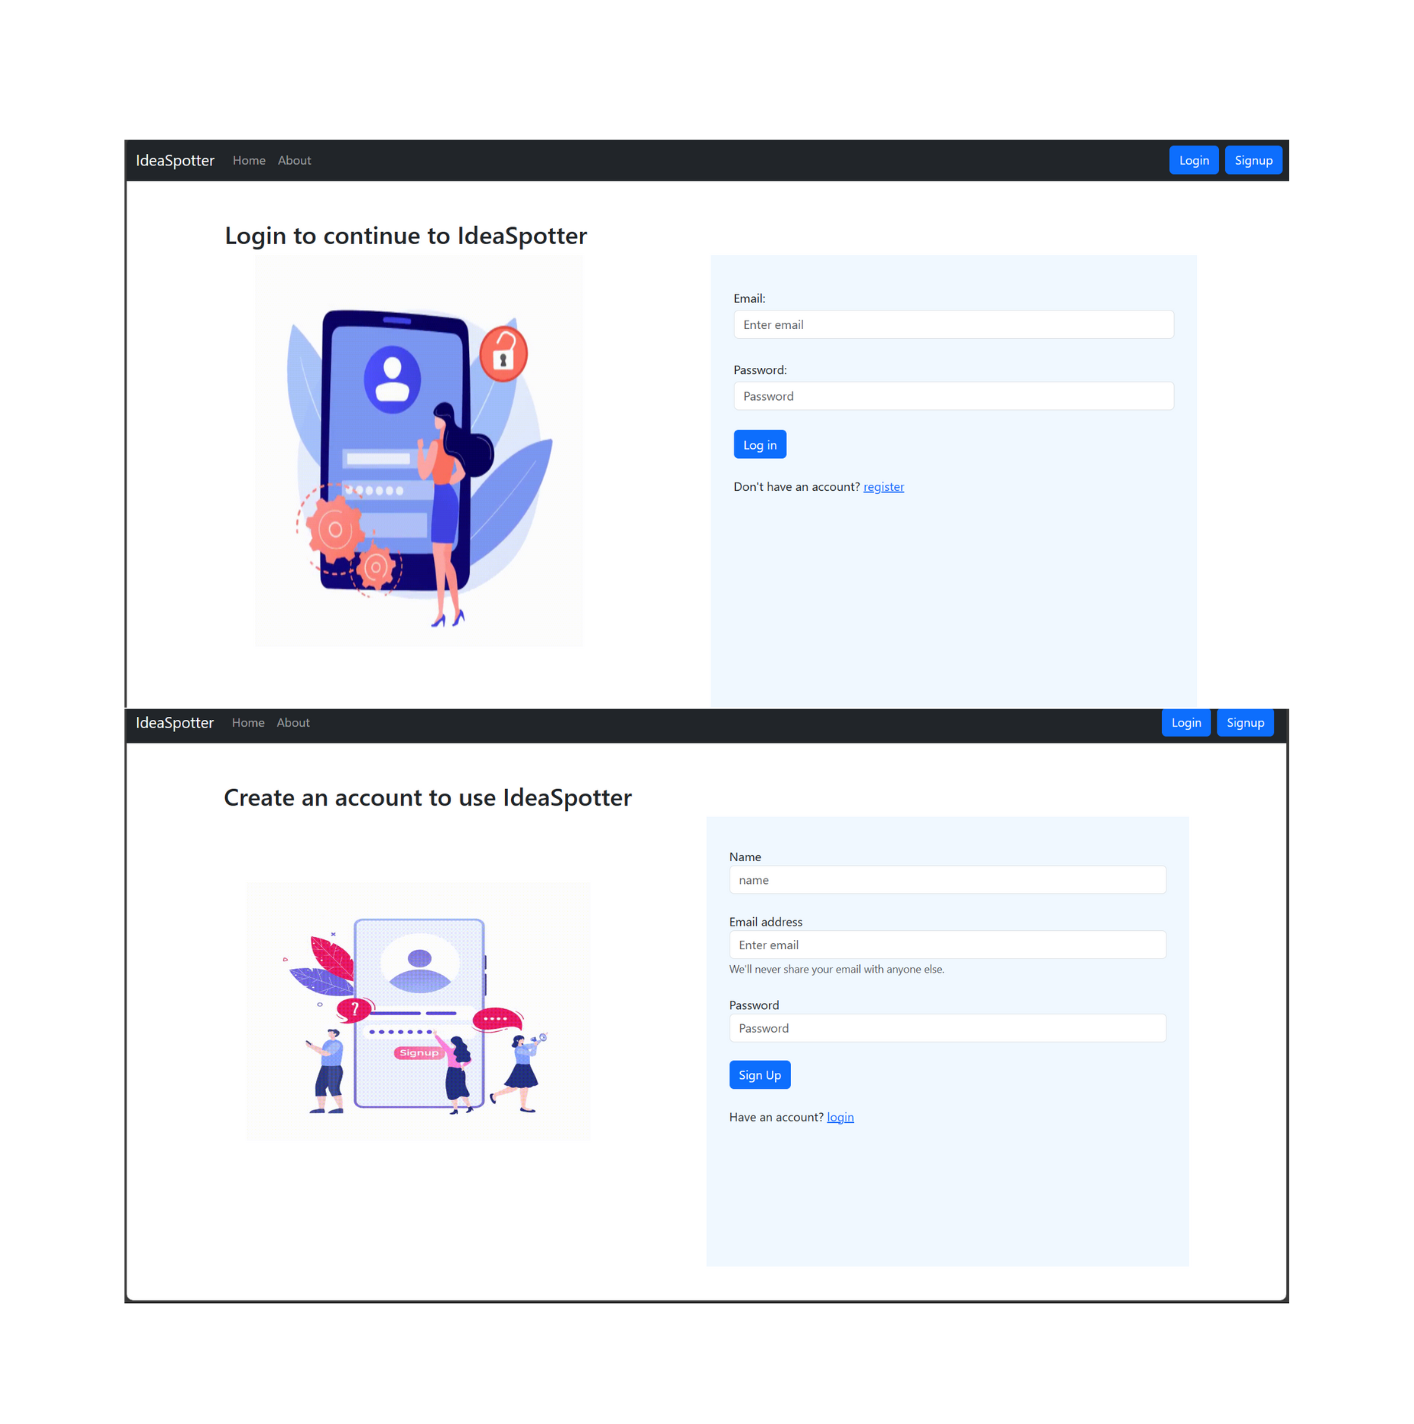 IdeaSpotter Home About Login Signup
Login to continue to IdeaSpotter
Email:
Enter email
Password:
Password
Log in
Don't have an account? register
IdeaSpotter Home About Login Signup
Create an account to use IdeaSpotter
Name
name
Email address
Enter email
We'll never share your email with anyone else.
Password
Password
Sign Up
Have an account? login
?
Signup